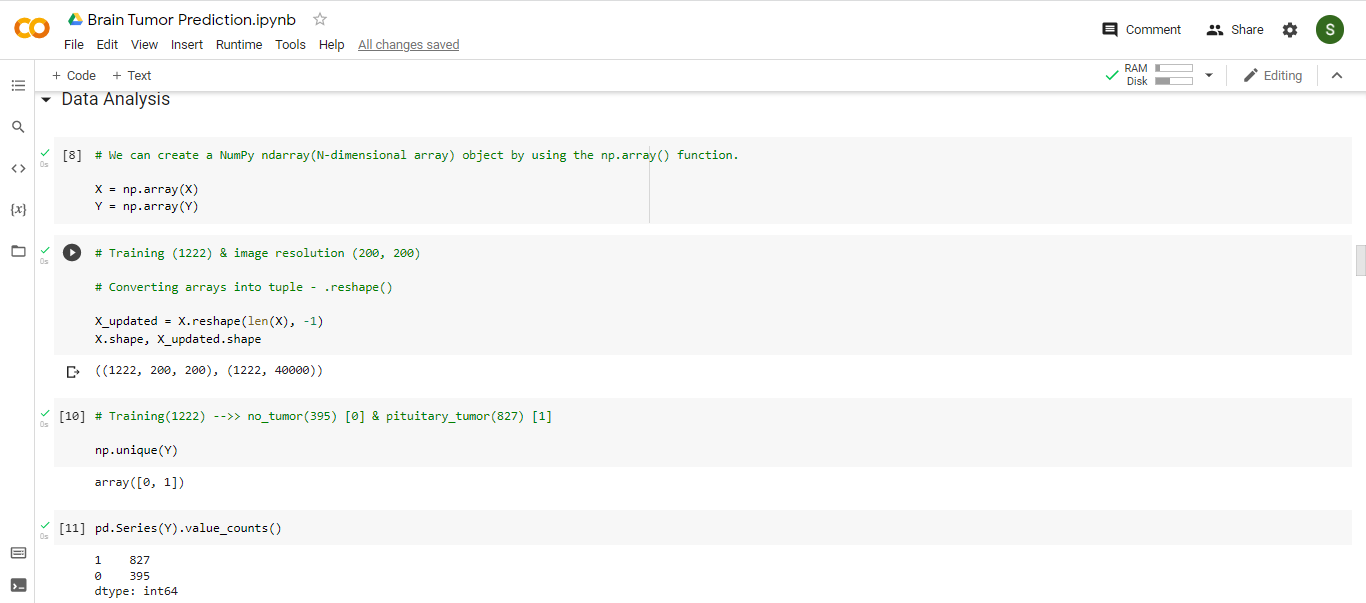 Brain Tumor Prediction.ipynb
File Edit View Insert Runtime Tools Help All changes saved
Comment Share S
+ Code + Text
RAM
Disk
Editing
Data Analysis
[8] # We can create a NumPy ndarray(N-dimensional array) object by using the np.array() function.
0s
X = np.array(X)
Y = np.array(Y)
# Training (1222) & image resolution (200, 200)
0s
# Converting arrays into tuple - .reshape()
X_updated = X.reshape(len(X), -1)
X.shape, X_updated.shape
((1222, 200, 200), (1222, 40000))
[10] # Training(1222) -->> no_tumor(395) [0] & pituitary_tumor(827) [1]
0s
np.unique(Y)
array([0, 1])
[11] pd.Series(Y).value_counts()
0s
1 827
0 395
dtype: int64
{x}